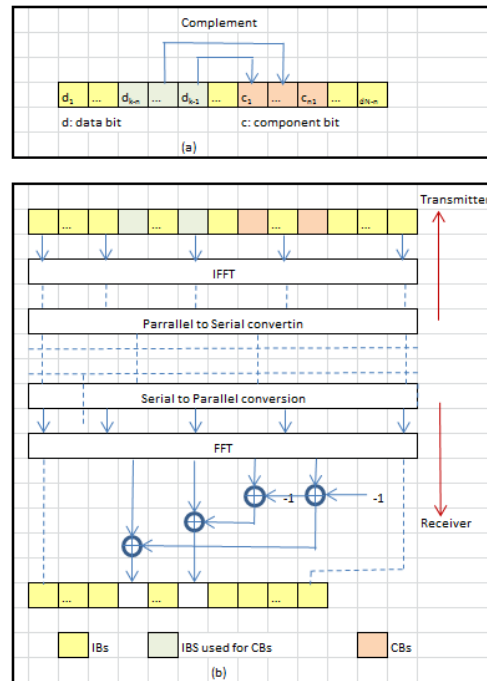 Complement
d1 ... dk-n ... dk-1 ... c1 ... cn1 ... dN-n
d: data bit c: component bit
(a)
Transmitter
... ... ... ... ...
IFFT
Parrallel to Serial convertin
Serial to Parallel conversion
FFT
-1 -1
Receiver
... ... ... ...
IBs IBS used for CBs CBs
(b)